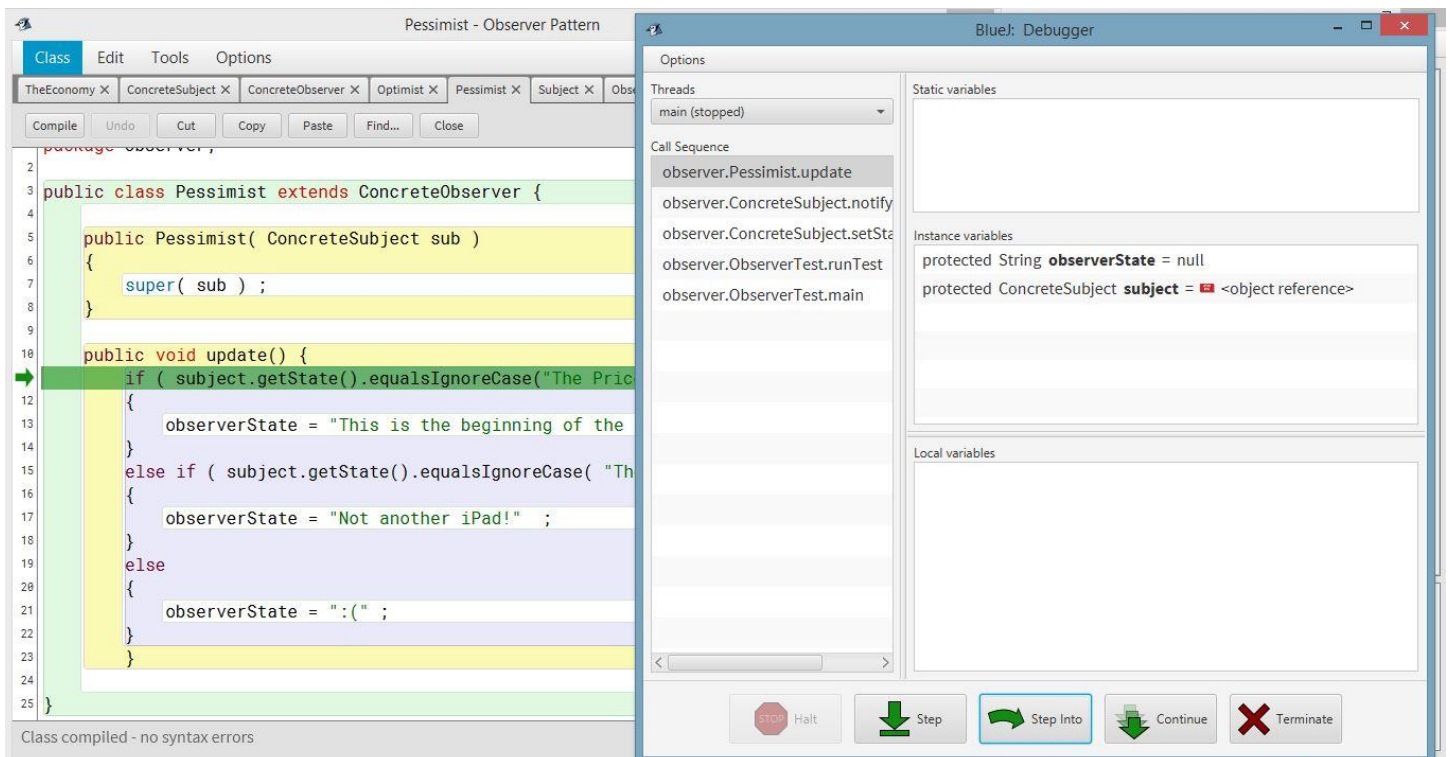 Pessimist - Observer Pattern
Class Edit Tools Options
TheEconomy X ConcreteSubject X ConcreteObserver X Optimist X Pessimist X Subject X Obse
Compile Undo Cut Copy Paste Find... Close
package observer;
2
3 public class Pessimist extends ConcreteObserver {
4
5 public Pessimist( ConcreteSubject sub )
6 {
7 super( sub ) ;
8 }
9
10 public void update() {
if ( subject.getState().equalsIgnoreCase("The Pric
12 {
13 observerState = "This is the beginning of the
14 }
15 else if ( subject.getState().equalsIgnoreCase( "Th
16 {
17 observerState = "Not another iPad!" ;
18 }
19 else
20 {
21 observerState = ":(" ;
22 }
23 }
24
25 }
Class compiled - no syntax errors
BlueJ: Debugger
Options
Threads
main (stopped)
Call Sequence
observer.Pessimist.update
observer.ConcreteSubject.notify
observer.ConcreteSubject.setSta
observer.ObserverTest.runTest
observer.ObserverTest.main
Static variables
Instance variables
protected String observerState = null
protected ConcreteSubject subject = <object reference>
Local variables
STOP Halt Step Step Into Continue Terminate